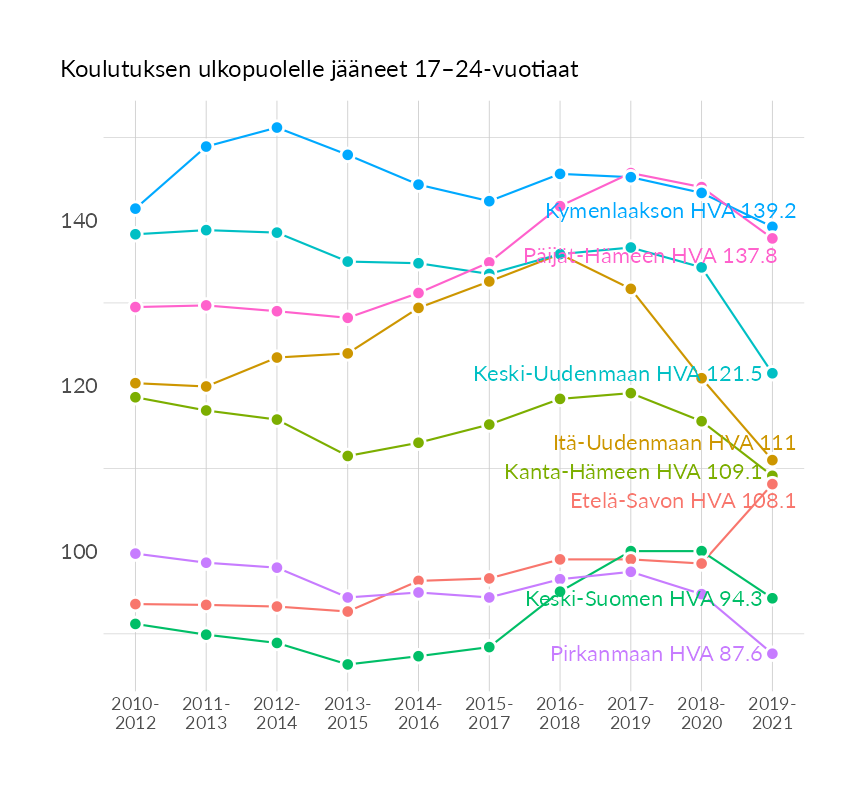 Koulutuksen ulkopuolelle jääneet 17–24-vuotiaat
140
120
100
Kymenlaakson HVA 139.2
Päijät-Hämeen HVA 137.8
Keski-Uudenmaan HVA 121.5
Itä-Uudenmaan HVA 111
Kanta-Hämeen HVA 109.1
Etelä-Savon HVA 108.1
Keski-Suomen HVA 94.3
Pirkanmaan HVA 87.6
2010- 2011- 2012- 2013- 2014- 2015- 2016- 2017- 2018- 2019-
2012 2013 2014 2015 2016 2017 2018 2019 2020 2021